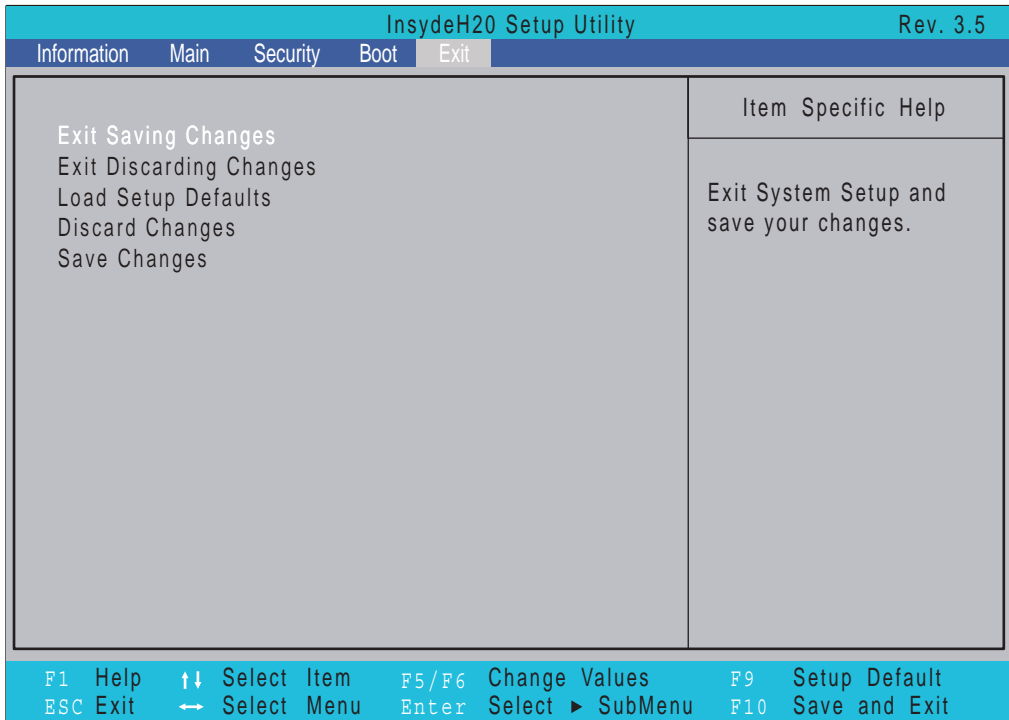 InsydeH20 Setup Utility Rev. 3.5
Information Main Security Boot Exit
Item Specific Help
Exit Saving Changes
Exit Discarding Changes
Load Setup Defaults
Discard Changes
Save Changes
Exit System Setup and
save your changes.
F1 Help ↑↓ Select Item F5/F6 Change Values F9 Setup Default
ESC Exit ↔ Select Menu Enter Select ► SubMenu F10 Save and Exit